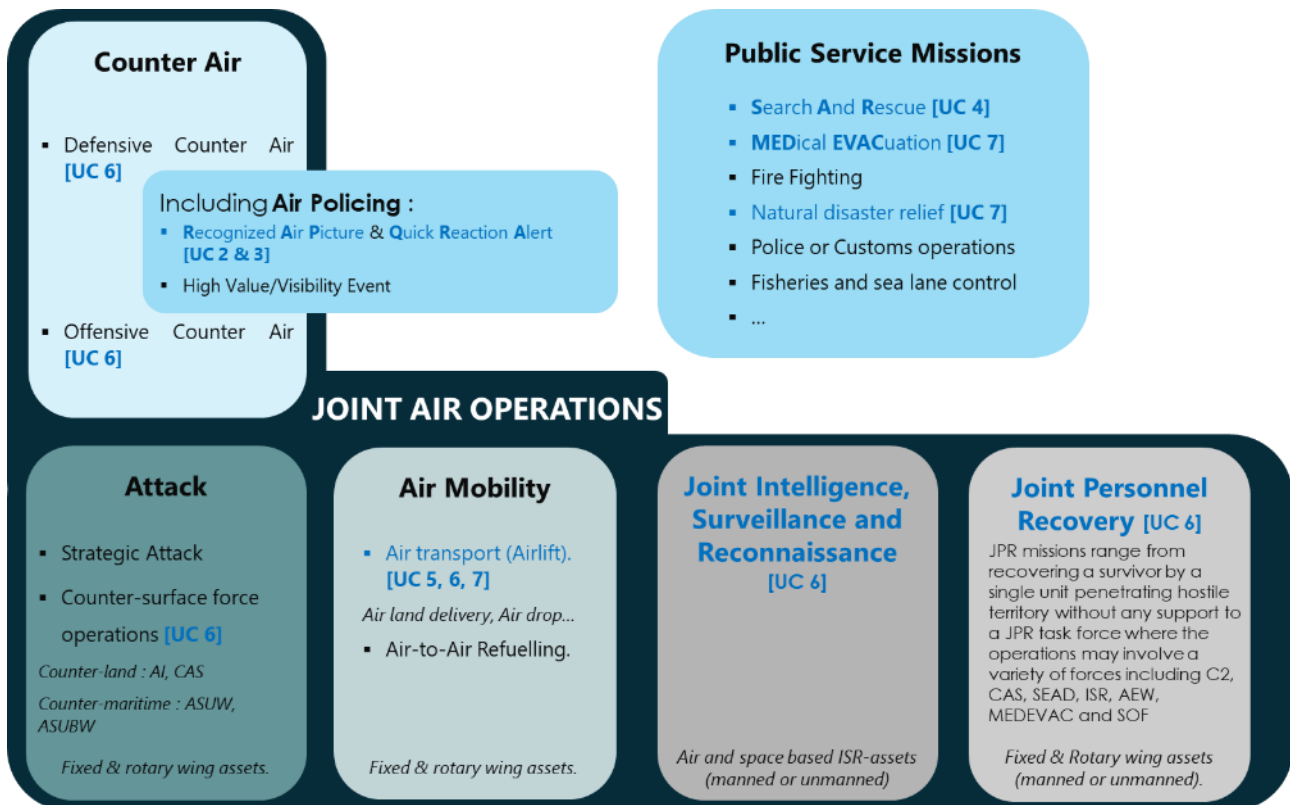 Counter Air
▪ Defensive Counter Air
[UC 6]
Including Air Policing :
▪ Recognized Air Picture & Quick Reaction Alert
[UC 2 & 3]
▪ High Value/Visibility Event
▪ Offensive Counter Air
[UC 6]
Public Service Missions
▪ Search And Rescue [UC 4]
▪ MEDical EVACuation [UC 7]
▪ Fire Fighting
▪ Natural disaster relief [UC 7]
▪ Police or Customs operations
▪ Fisheries and sea lane control
▪ ...
JOINT AIR OPERATIONS
Attack
▪ Strategic Attack
▪ Counter-surface force
operations [UC 6]
Counter-land : AI, CAS
Counter-maritime : ASUW,
ASUBW
Fixed & rotary wing assets.
Air Mobility
▪ Air transport (Airlift).
[UC 5, 6, 7]
Air land delivery, Air drop...
▪ Air-to-Air Refuelling.
Fixed & rotary wing assets.
Joint Intelligence,
Surveillance and
Reconnaissance
[UC 6]
Air and space based ISR-assets
(manned or unmanned)
Joint Personnel
Recovery [UC 6]
JPR missions range from
recovering a survivor by a
single unit penetrating hostile
territory without any support to
a JPR task force where the
operations may involve a
variety of forces including C2,
CAS, SEAD, ISR, AEW,
MEDEVAC and SOF
Fixed & Rotary wing assets
(manned or unmanned).